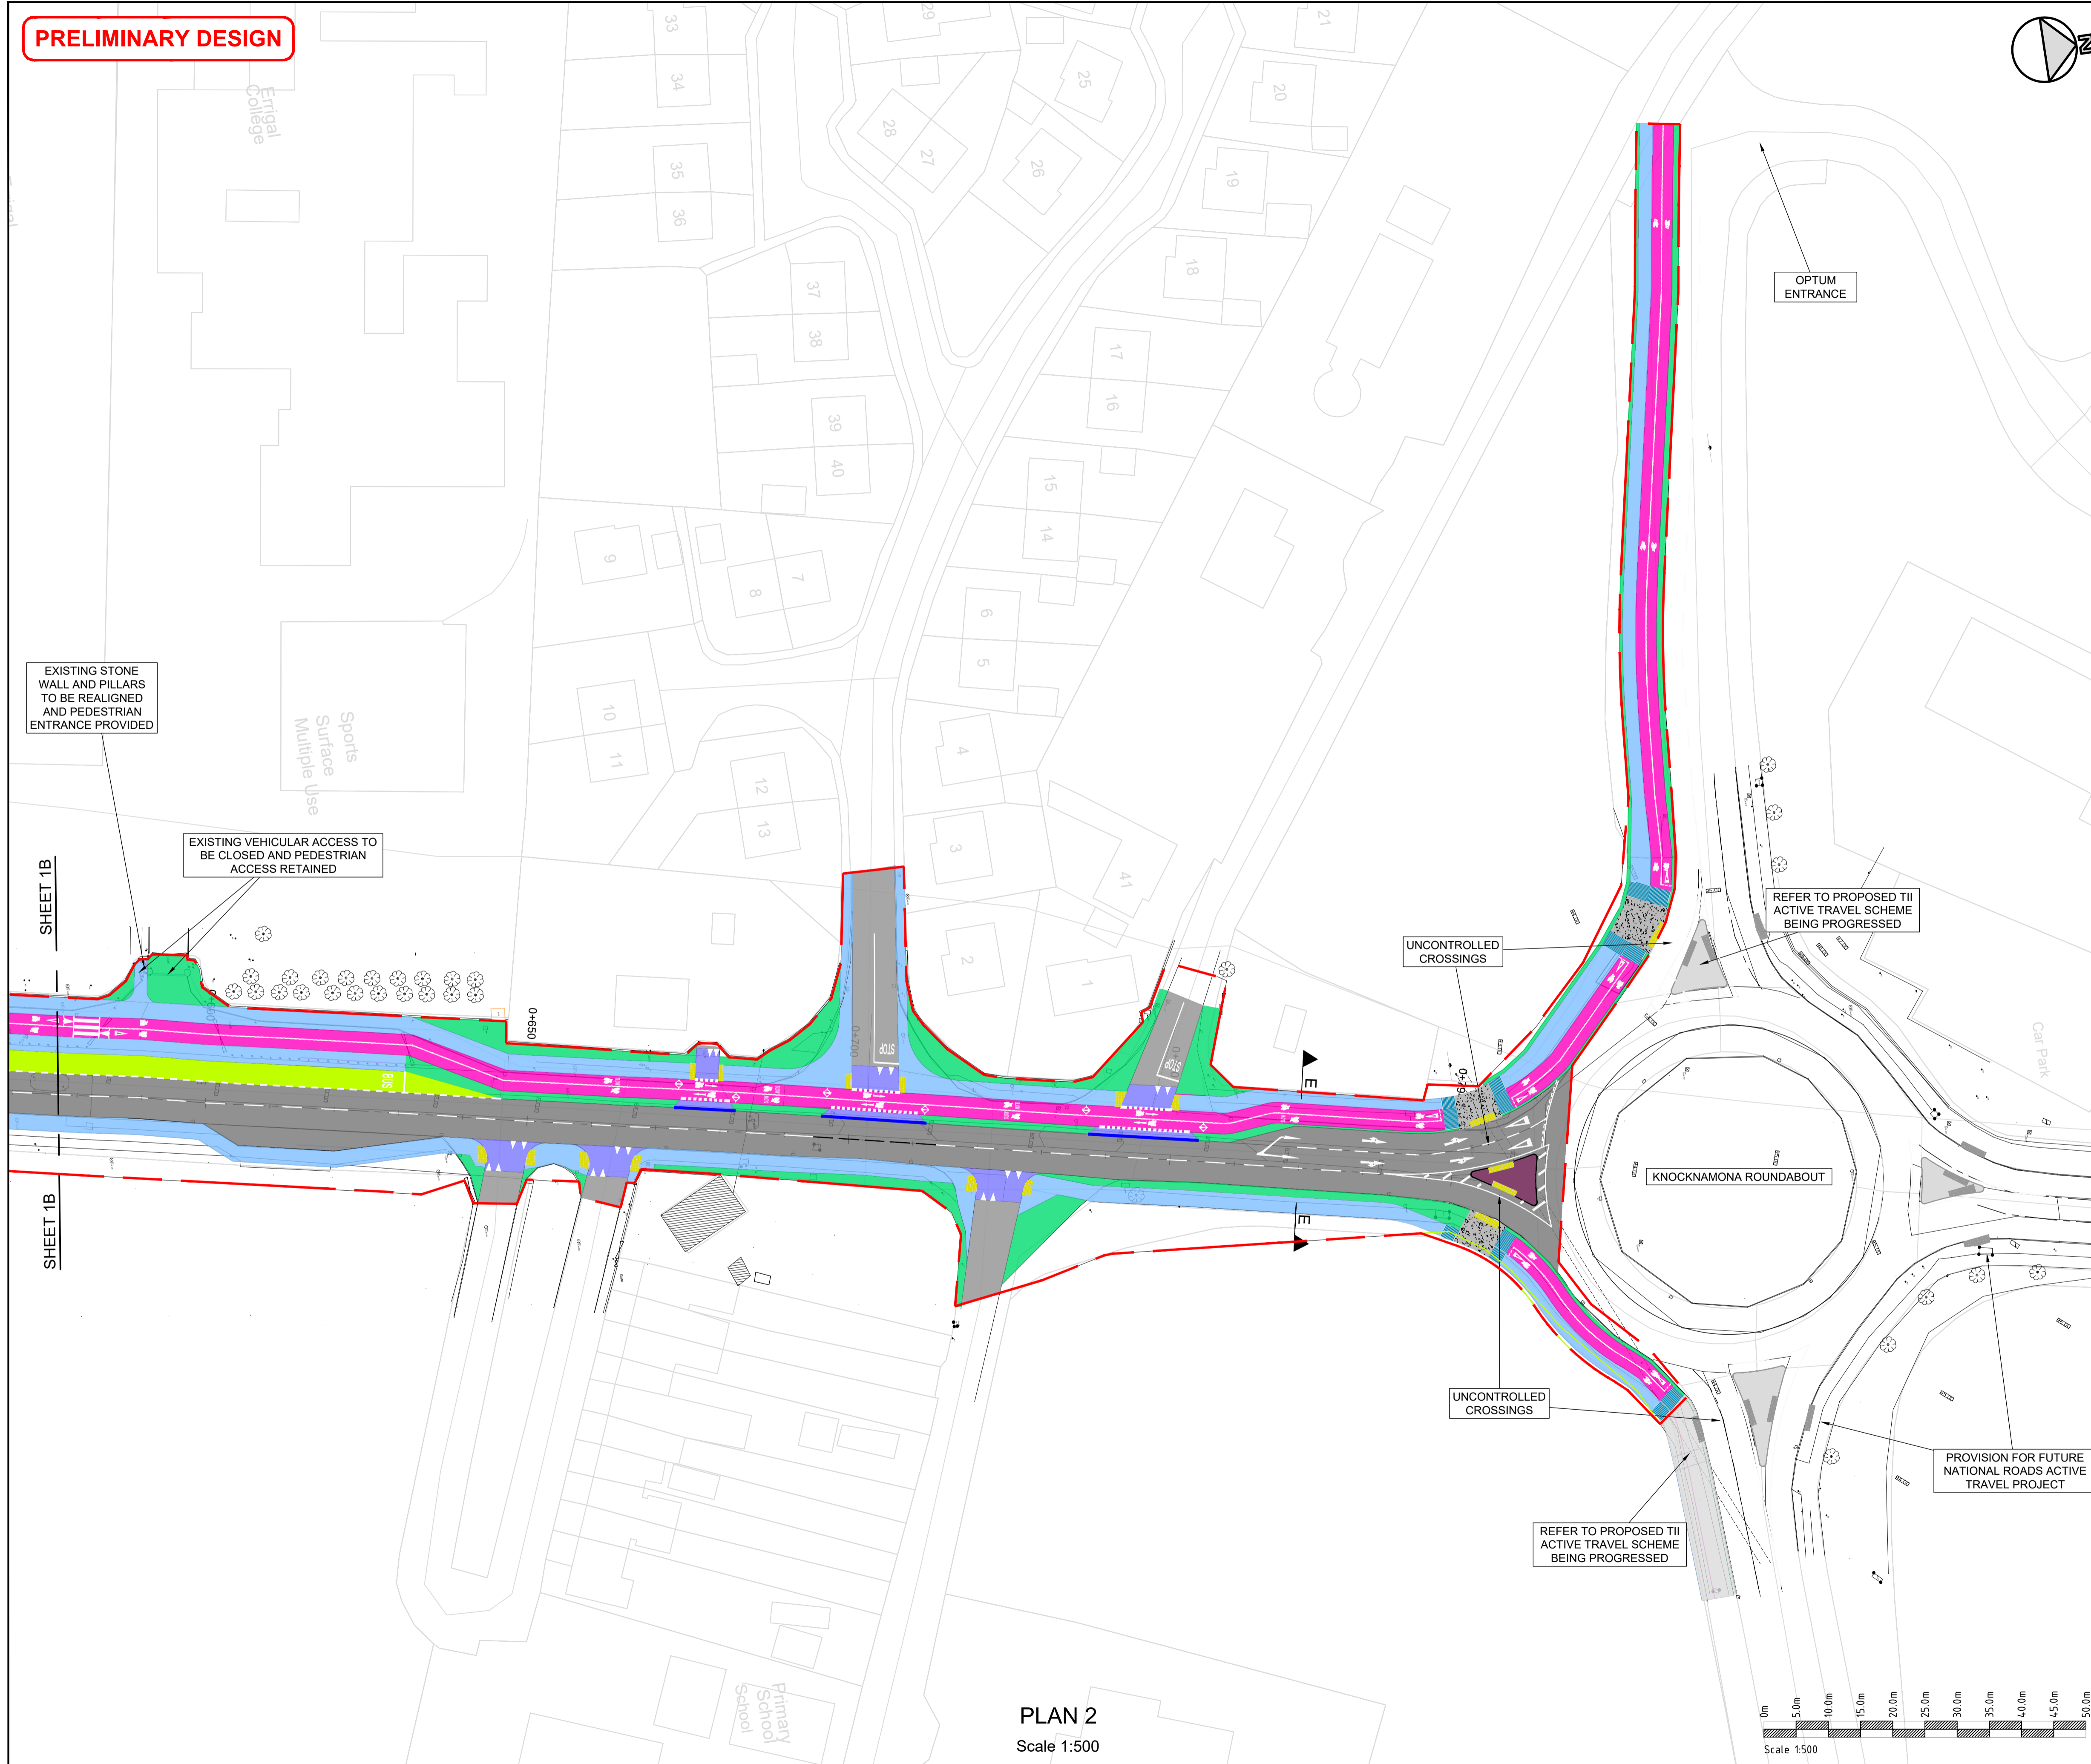 PRELIMINARY DESIGN
N
Errigal
College
33
34
35
36
29
28
27
25
26
21
20
19
18
37
38
39
40
17
16
15
14
9
8
7
6
5
10
11
12
13
4
3
41
2
1
OPTUM
ENTRANCE
EXISTING STONE
WALL AND PILLARS
TO BE REALIGNED
AND PEDESTRIAN
ENTRANCE PROVIDED
Sports
Surface
Multiple Use
EXISTING VEHICULAR ACCESS TO
BE CLOSED AND PEDESTRIAN
ACCESS RETAINED
SHEET 1B
SHEET 1B
0+650
0+700
STOP
STOP
BUS
E
E
UNCONTROLLED
CROSSINGS
REFER TO PROPOSED TII
ACTIVE TRAVEL SCHEME
BEING PROGRESSED
Car Park
KNOCKNAMONA ROUNDABOUT
UNCONTROLLED
CROSSINGS
PROVISION FOR FUTURE
NATIONAL ROADS ACTIVE
TRAVEL PROJECT
REFER TO PROPOSED TII
ACTIVE TRAVEL SCHEME
BEING PROGRESSED
Primary
School
School
PLAN 2
Scale 1:500
0m
5.0m
10.0m
15.0m
20.0m
25.0m
30.0m
35.0m
40.0m
45.0m
50.0m
Scale 1:500